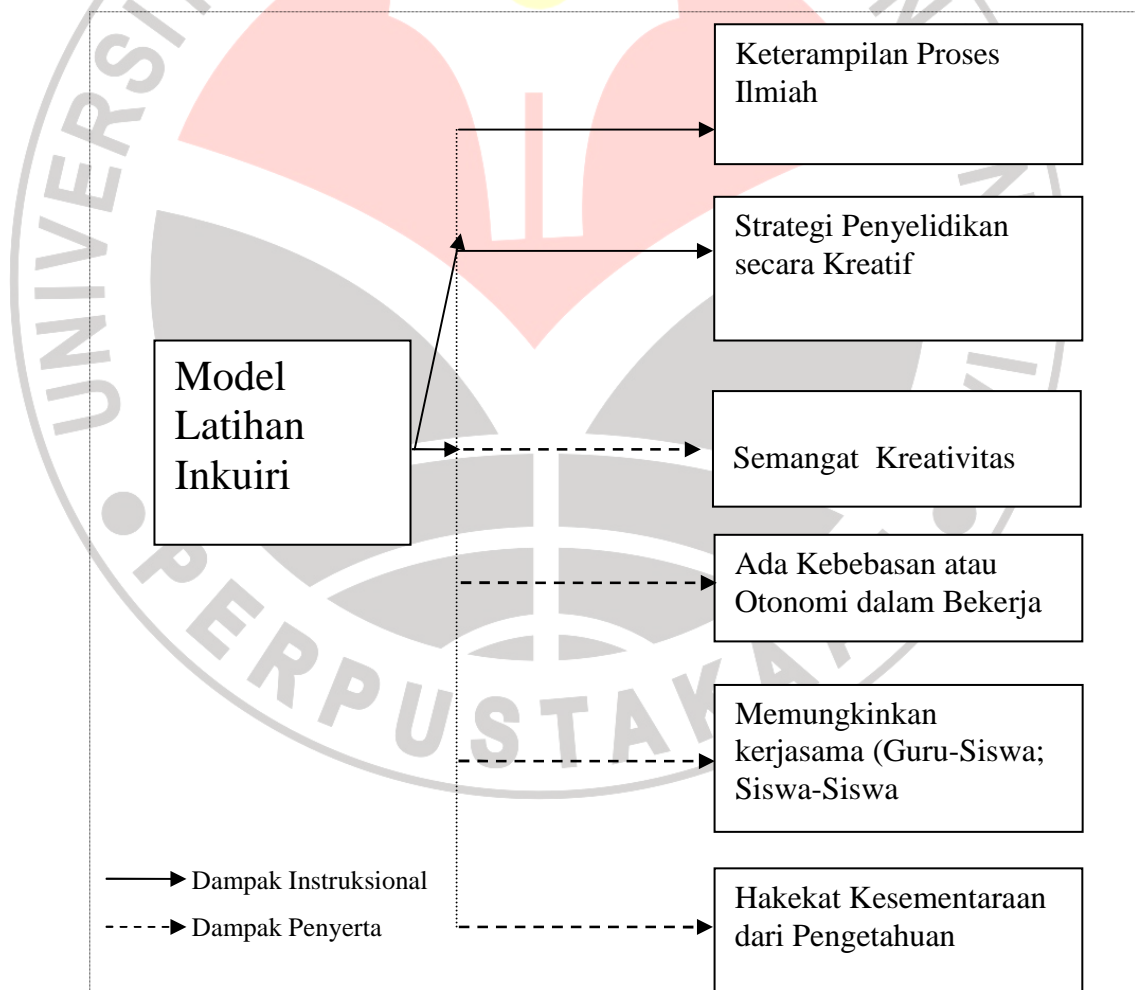 Keterampilan Proses
Ilmiah
Strategi Penyelidikan
secara Kreatif
Model
Latihan
Inkuiri
Semangat Kreativitas
Ada Kebebasan atau
Otonomi dalam Bekerja
Memungkinkan
kerjasama (Guru-Siswa;
Siswa-Siswa
Dampak Instruksional
Dampak Penyerta
Hakekat Kesementaraan
dari Pengetahuan